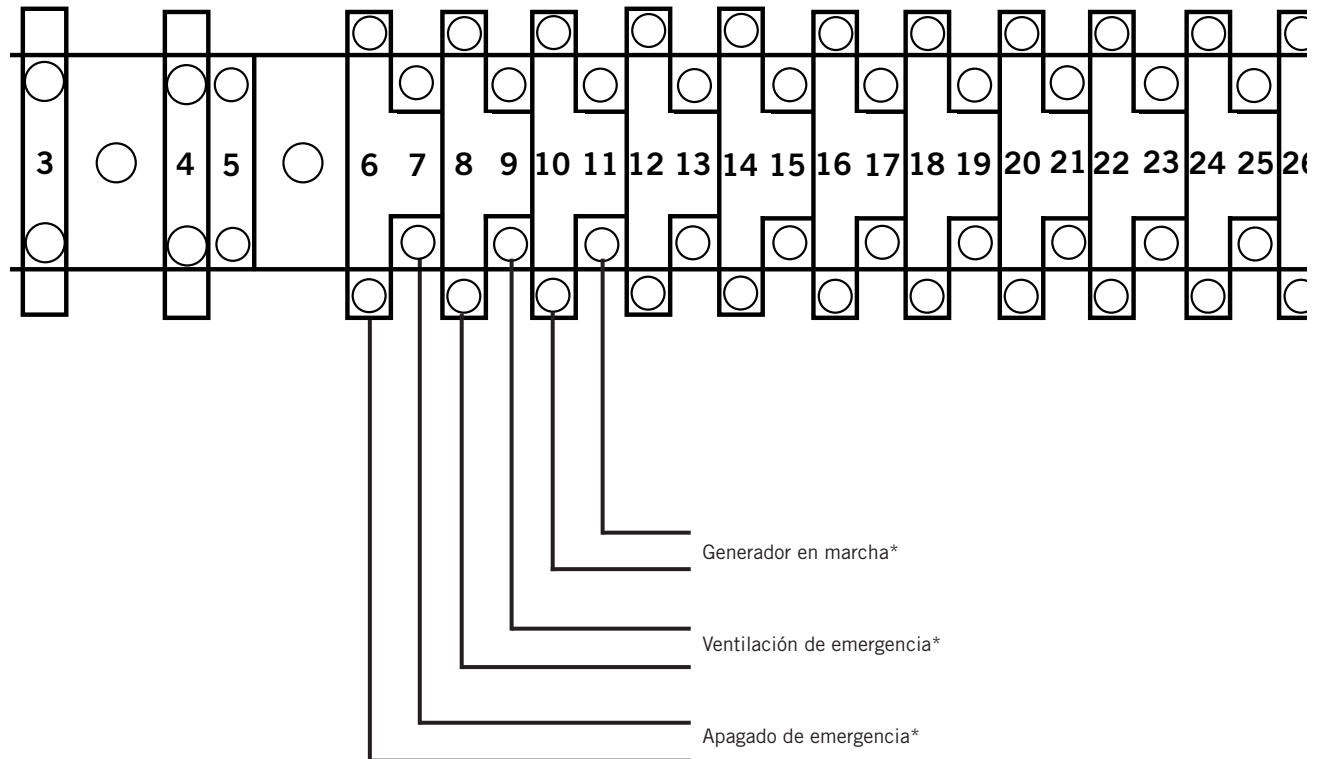 3 4 5 6 7 8 9 10 11 12 13 14 15 16 17 18 19 20 21 22 23 24 25
Generador en marcha*
Ventilación de emergencia*
Apagado de emergencia*